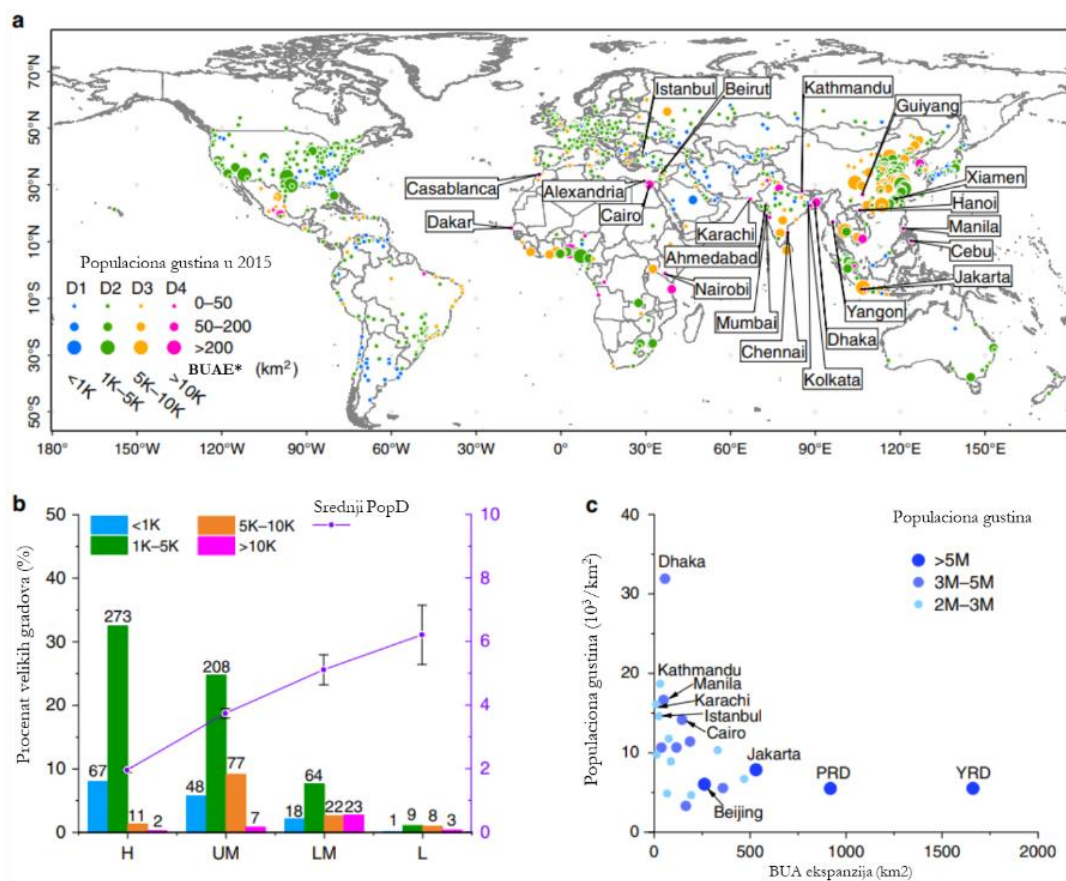 a
70°N
50°N
30°N
10°N
10°S
30°S
50°S
180°W
150°W
120°W
90°W
60°W
30°W
0°E
30°E
60°E
90°E
120°E
150°E
Istanbul
Beirut
Kathmandu
Guiyang
Casablanca
Alexandria
Xiamen
Cairo
Hanoi
Dakar
Karachi
Manila
Ahmedabad
Cebu
Nairobi
Jakarta
Mumbai
Yangon
Chennai
Dhaka
Kolkata
Populaciona gustina u 2015
D1 D2 D3 D4
0–50
50–200
>200
BUAE* (km2)
<1K 1K–5K 5K–10K >10K
b
Srednji PopD
<1K 5K–10K
1K–5K >10K
Procenat velikih gradova (%)
50
40
30
20
10
0
10
8
6
4
2
0
67 273 11 2
48 208 77 7
18 64 22 23
1 9 8 3
H UM LM L
c
Populaciona gustina
>5M
3M–5M
2M–3M
Populaciona gustina (10³/km²)
40
30
20
10
0
Dhaka
Kathmandu
Manila
Karachi
Istanbul
Cairo
Jakarta
PRD
YRD
Beijing
0 500 1000 1500 2000
BUA ekspanzija (km2)